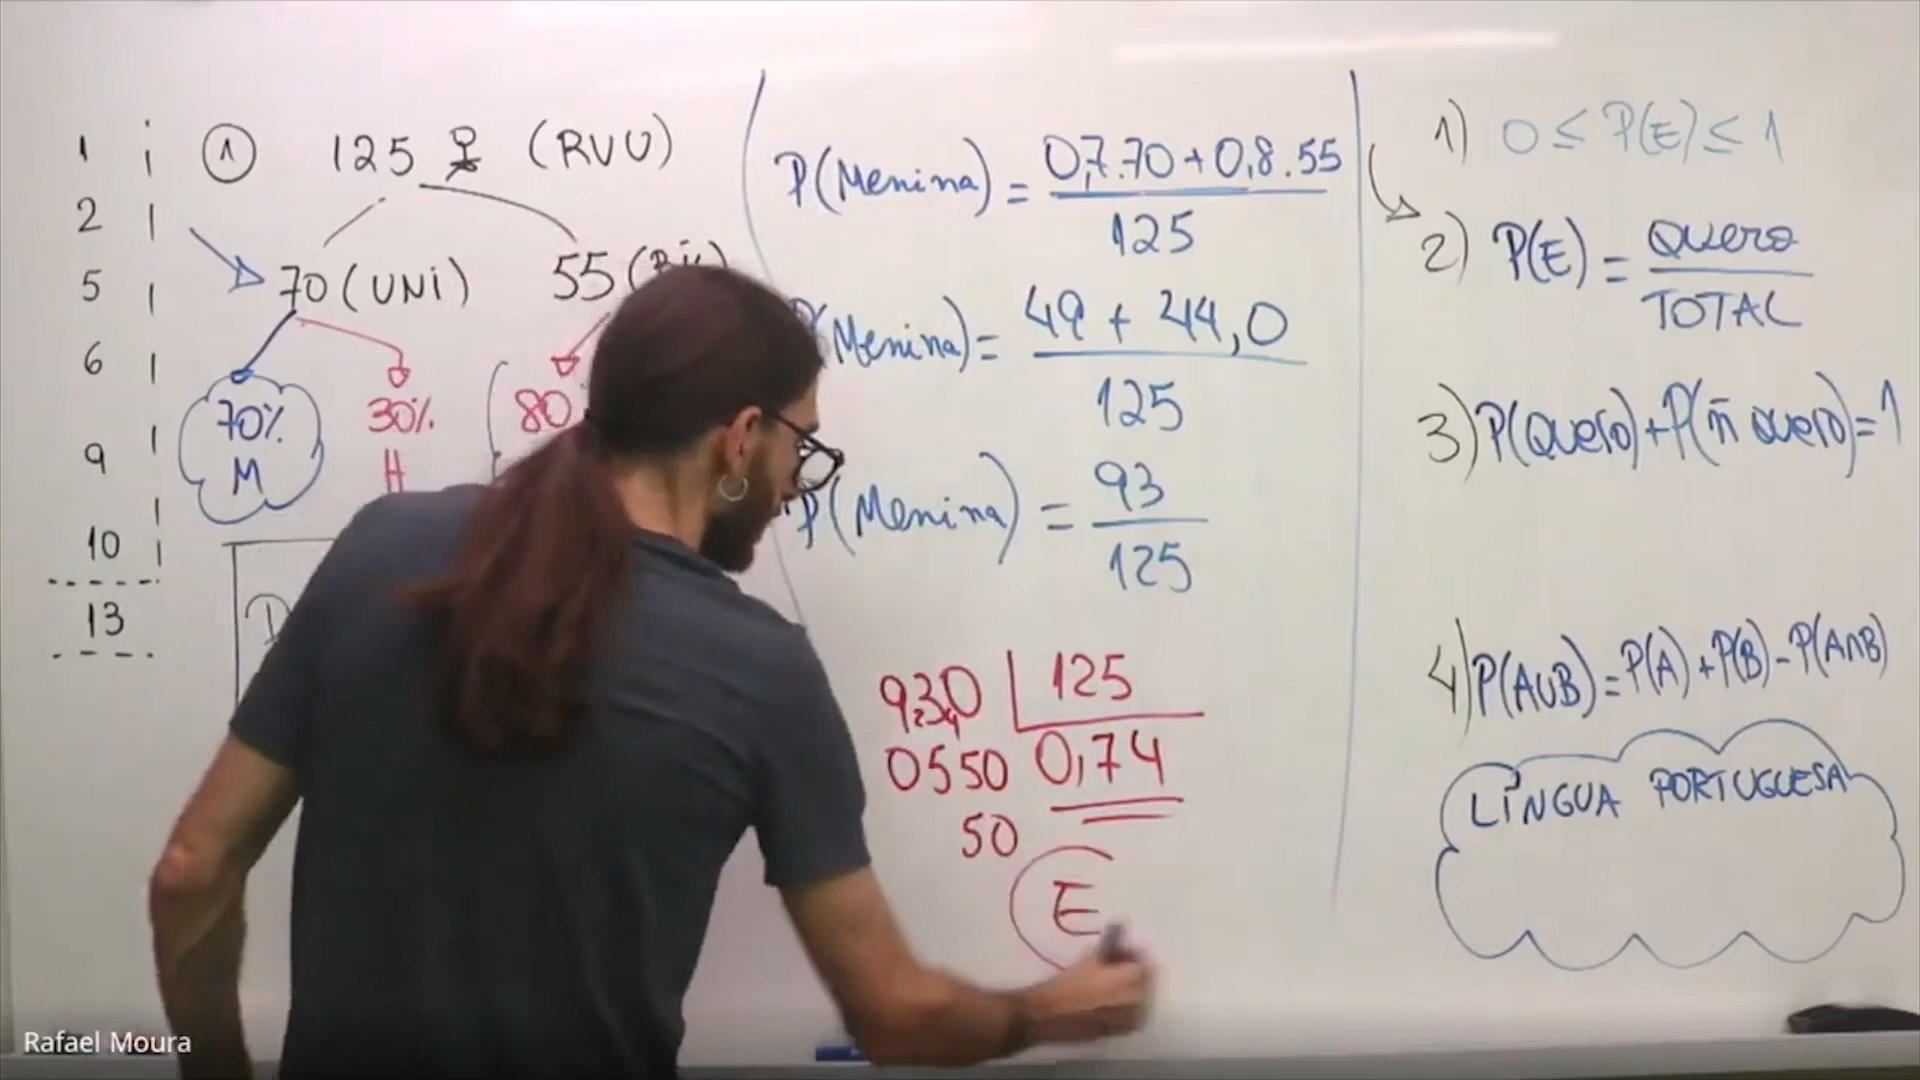 1
2
5
6
9
10
13
① 125 (RVU)
70 (UNi) 55
70% M
30% H
80
P(Menina) = 0,7.70 + 0,8.55 / 125
(Menina) = 49 + 44,0 / 125
P(Menina) = 93 / 125
930 | 125
0550 0,74
50
E
1) 0 ≤ P(E) ≤ 1
2) P(E) = QUERO / TOTAL
3) P(QUERO) + P(ñ QUERO) = 1
4) P(A∪B) = P(A) + P(B) - P(A∩B)
LÍNGUA PORTUGUESA
Rafael Moura